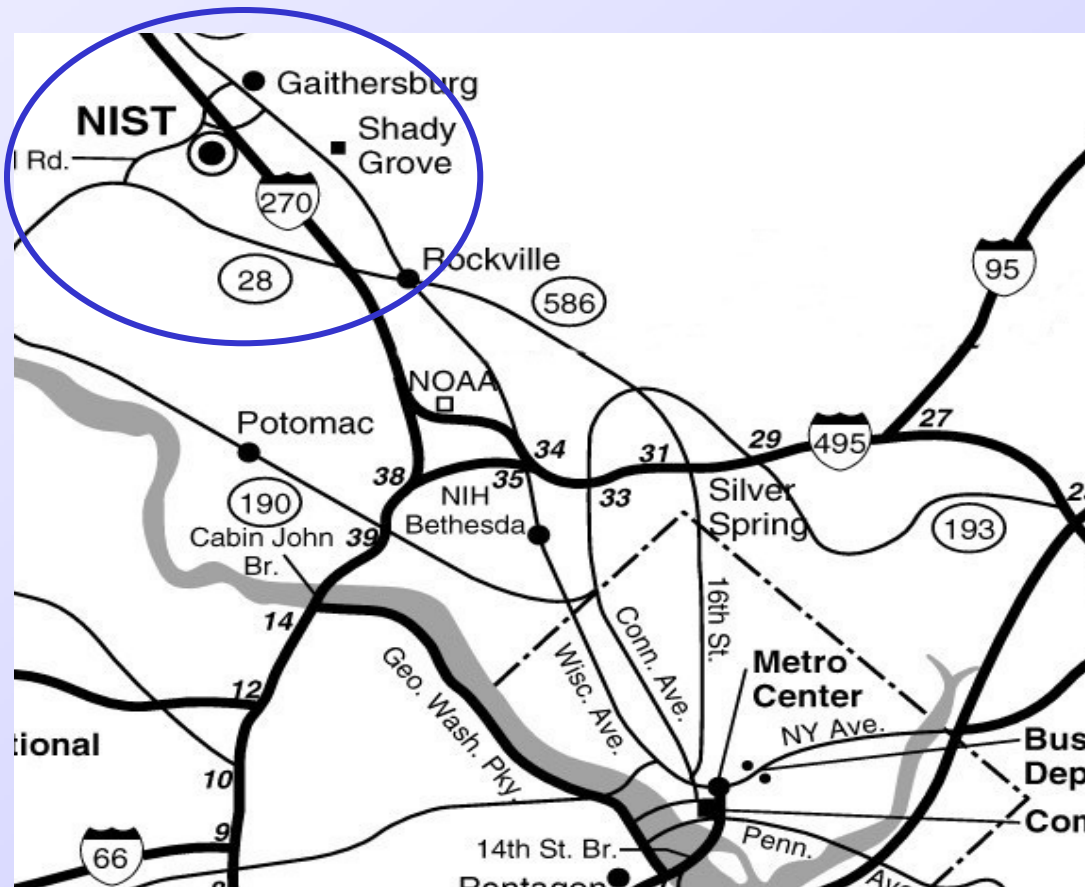 Gaithersburg
NIST
Shady
Grove
Rd.
270
Rockville
28
586
95
NOAA
Potomac
27
29
495
34
31
38
35
33
NIH
Bethesda
Silver
Spring
190
193
39
Cabin John
Br.
14
16th St.
Conn. Ave.
Wisc. Ave.
Geo. Wash. Pky.
Metro
Center
12
NY Ave.
tional
Bus
Dep
10
Con
9
66
14th St. Br.
Penn.
Ave
Pentagon